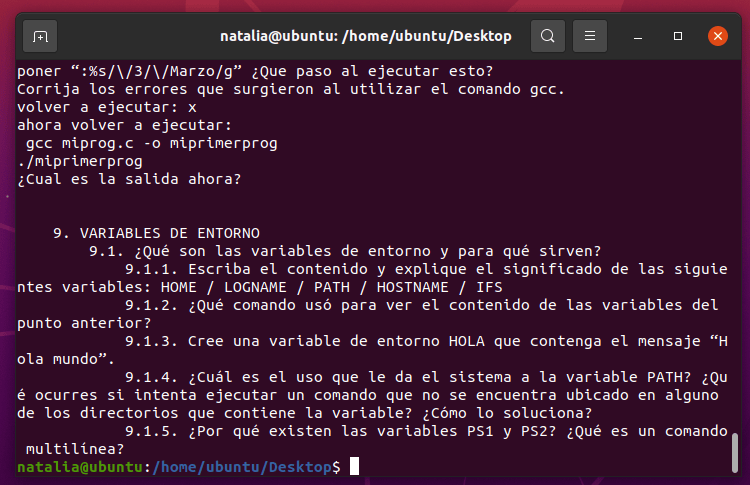 natalia@ubuntu: /home/ubuntu/Desktop
poner “:%s/\/3/\/Marzo/g” ¿Que paso al ejecutar esto?
Corrija los errores que surgieron al utilizar el comando gcc.
volver a ejecutar: x
ahora volver a ejecutar:
 gcc miprog.c -o miprimerprog
./miprimerprog
¿Cual es la salida ahora?
9. VARIABLES DE ENTORNO
9.1. ¿Qué son las variables de entorno y para qué sirven?
9.1.1. Escriba el contenido y explique el significado de las siguie
ntes variables: HOME / LOGNAME / PATH / HOSTNAME / IFS
9.1.2. ¿Qué comando usó para ver el contenido de las variables del
punto anterior?
9.1.3. Cree una variable de entorno HOLA que contenga el mensaje “H
ola mundo”.
9.1.4. ¿Cuál es el uso que le da el sistema a la variable PATH? ¿Qu
é ocurres si intenta ejecutar un comando que no se encuentra ubicado en alguno
de los directorios que contiene la variable? ¿Cómo lo soluciona?
9.1.5. ¿Por qué existen las variables PS1 y PS2? ¿Qué es un comando
 multilínea?
natalia@ubuntu:/home/ubuntu/Desktop$